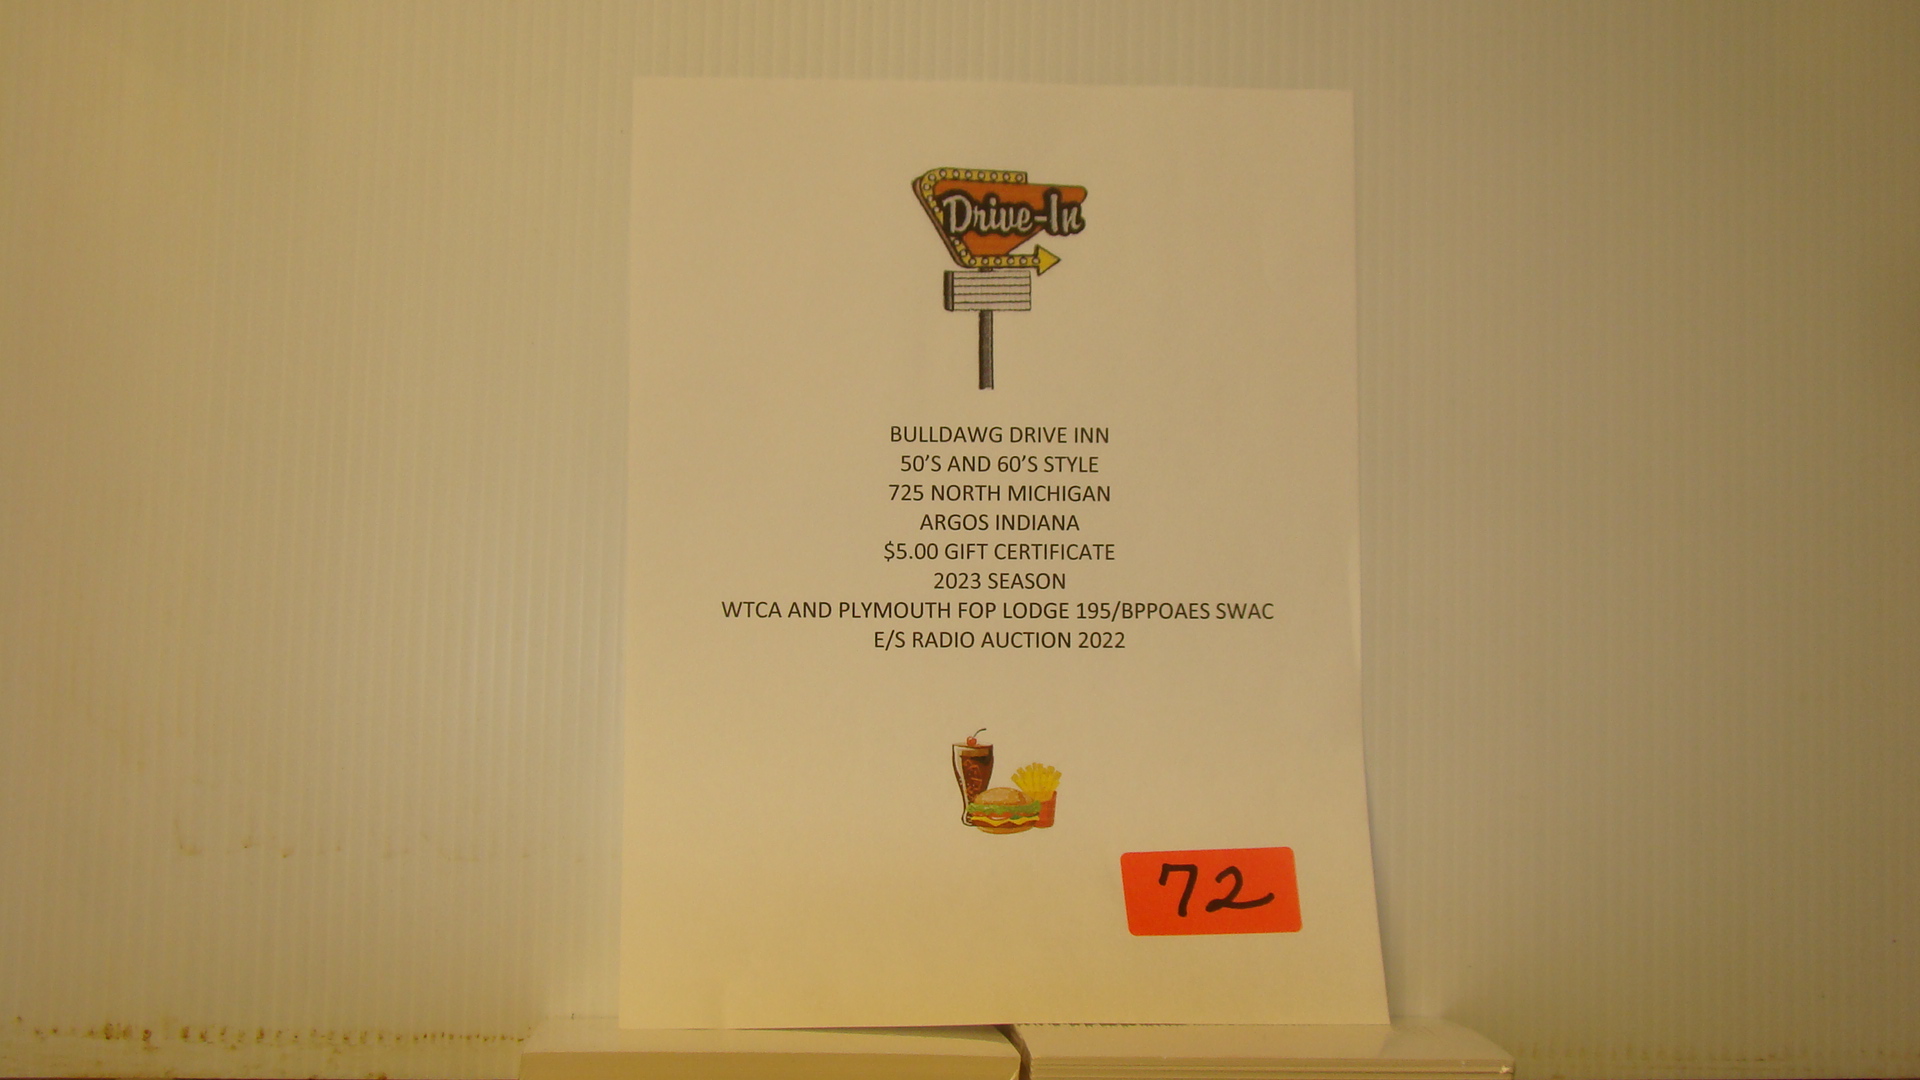 Drive-In
BULLDAWG DRIVE INN
50'S AND 60'S STYLE
725 NORTH MICHIGAN
ARGOS INDIANA
$5.00 GIFT CERTIFICATE
2023 SEASON
WTCA AND PLYMOUTH FOP LODGE 195/BPPOAES SWAC
E/S RADIO AUCTION 2022
72